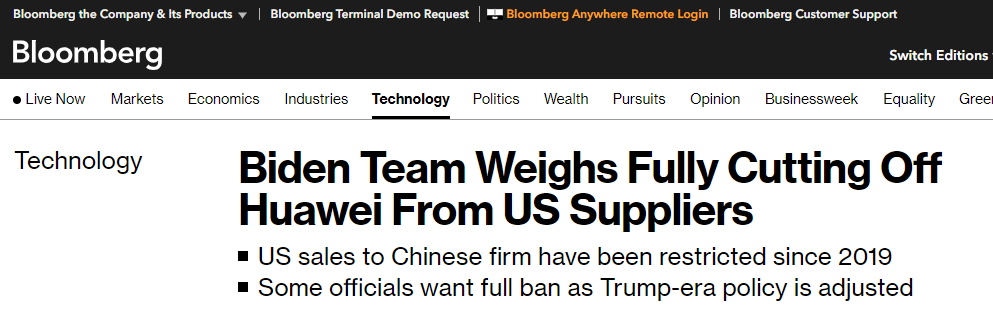 Bloomberg the Company & Its Products Bloomberg Terminal Demo Request Bloomberg Anywhere Remote Login Bloomberg Customer Support
Bloomberg
Switch Editions
Live Now Markets Economics Industries Technology Politics Wealth Pursuits Opinion Businessweek Equality Green
Technology
Biden Team Weighs Fully Cutting Off
Huawei From US Suppliers
US sales to Chinese firm have been restricted since 2019
Some officials want full ban as Trump-era policy is adjusted